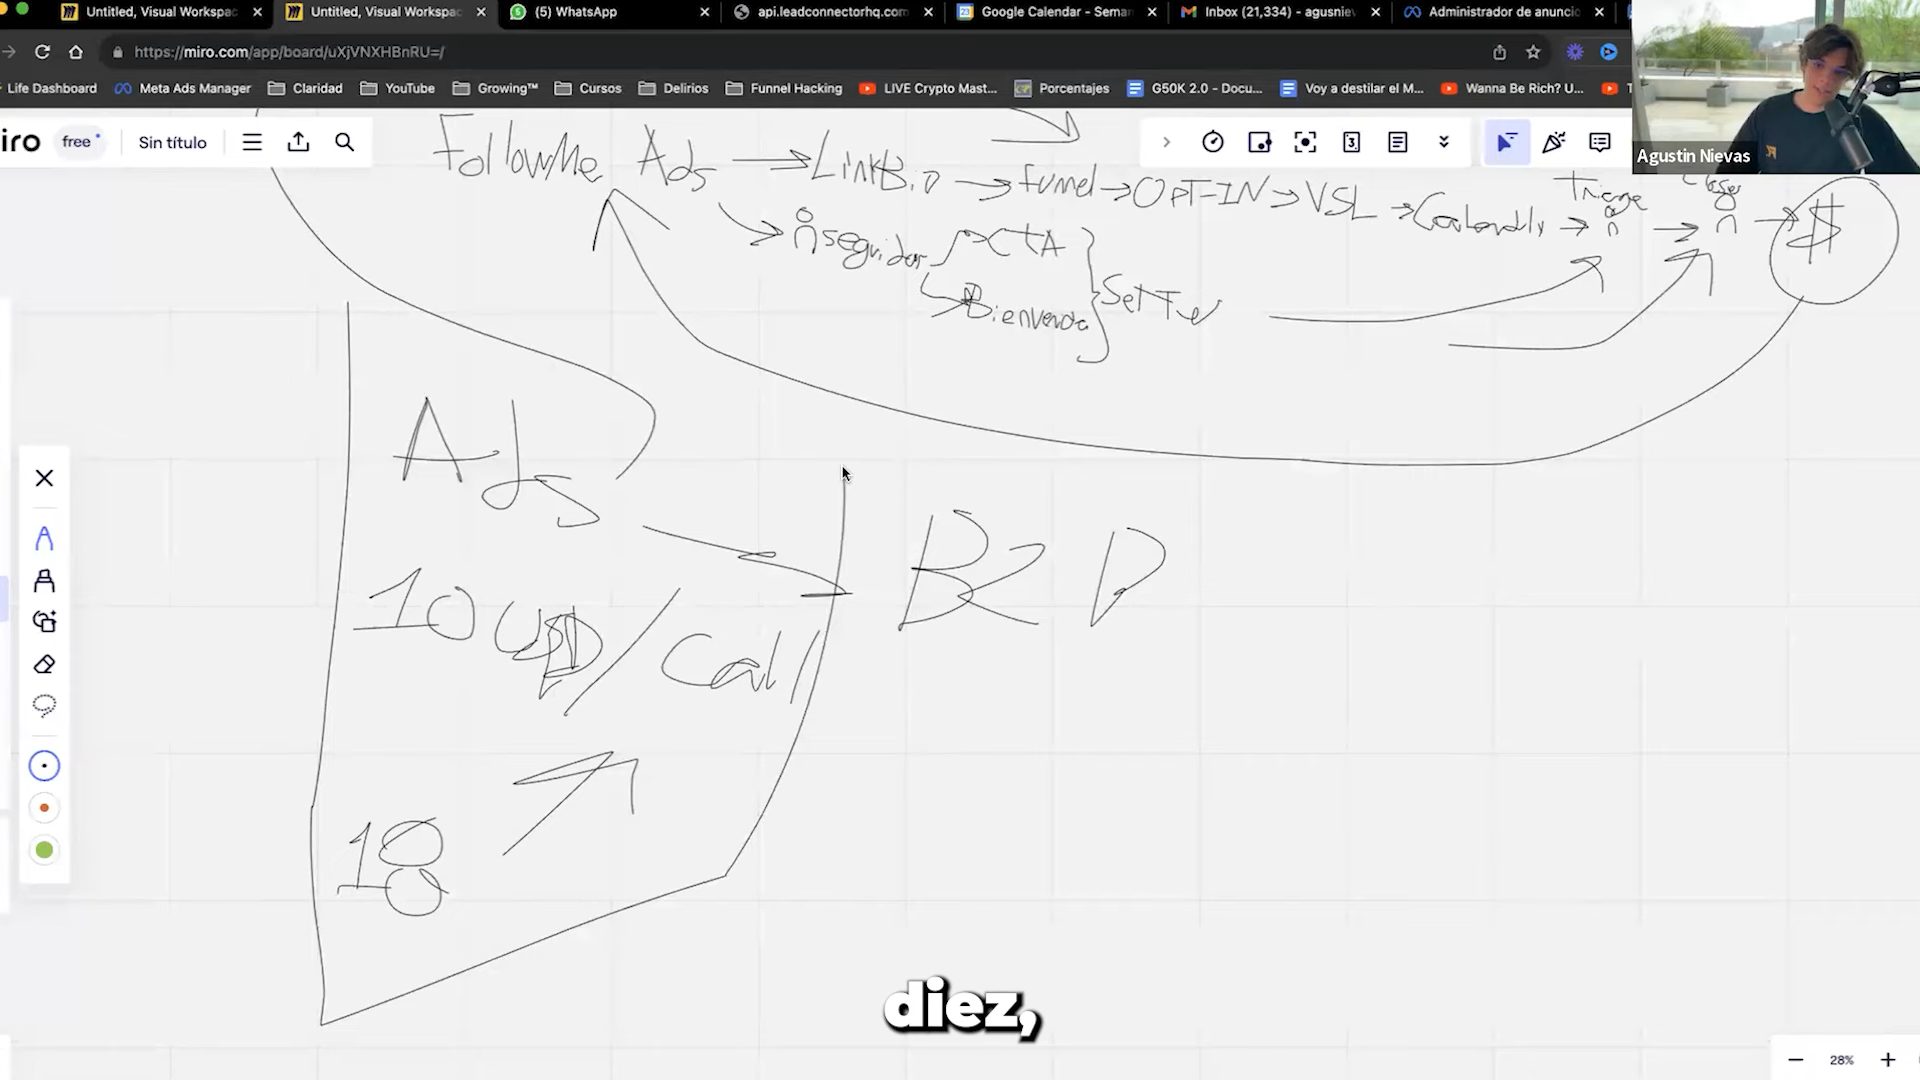 Untitled, Visual Workspac
Untitled, Visual Workspac
(5) WhatsApp
api.leadconnectorhq.com
Google Calendar - Seman
Inbox (21,334) - agusniev
Administrador de anuncio
https://miro.com/app/board/uXjVNXHBnRU=/
Life Dashboard
Meta Ads Manager
Claridad
YouTube
Growing™
Cursos
Delirios
Funnel Hacking
LIVE Crypto Mast...
Porcentajes
G50K 2.0 - Docu...
Voy a destilar el M...
Wanna Be Rich? U...
iro
free
Sin título
Agustin Nievas
FollowMe Ads
LinkBio
Funnel
OPT-IN
VSL
Calendly
Triage
Closer
$
seguidor
CTA
Bienvenida
Setter
Ads
10 USD/Call
B2
18
diez,
28%